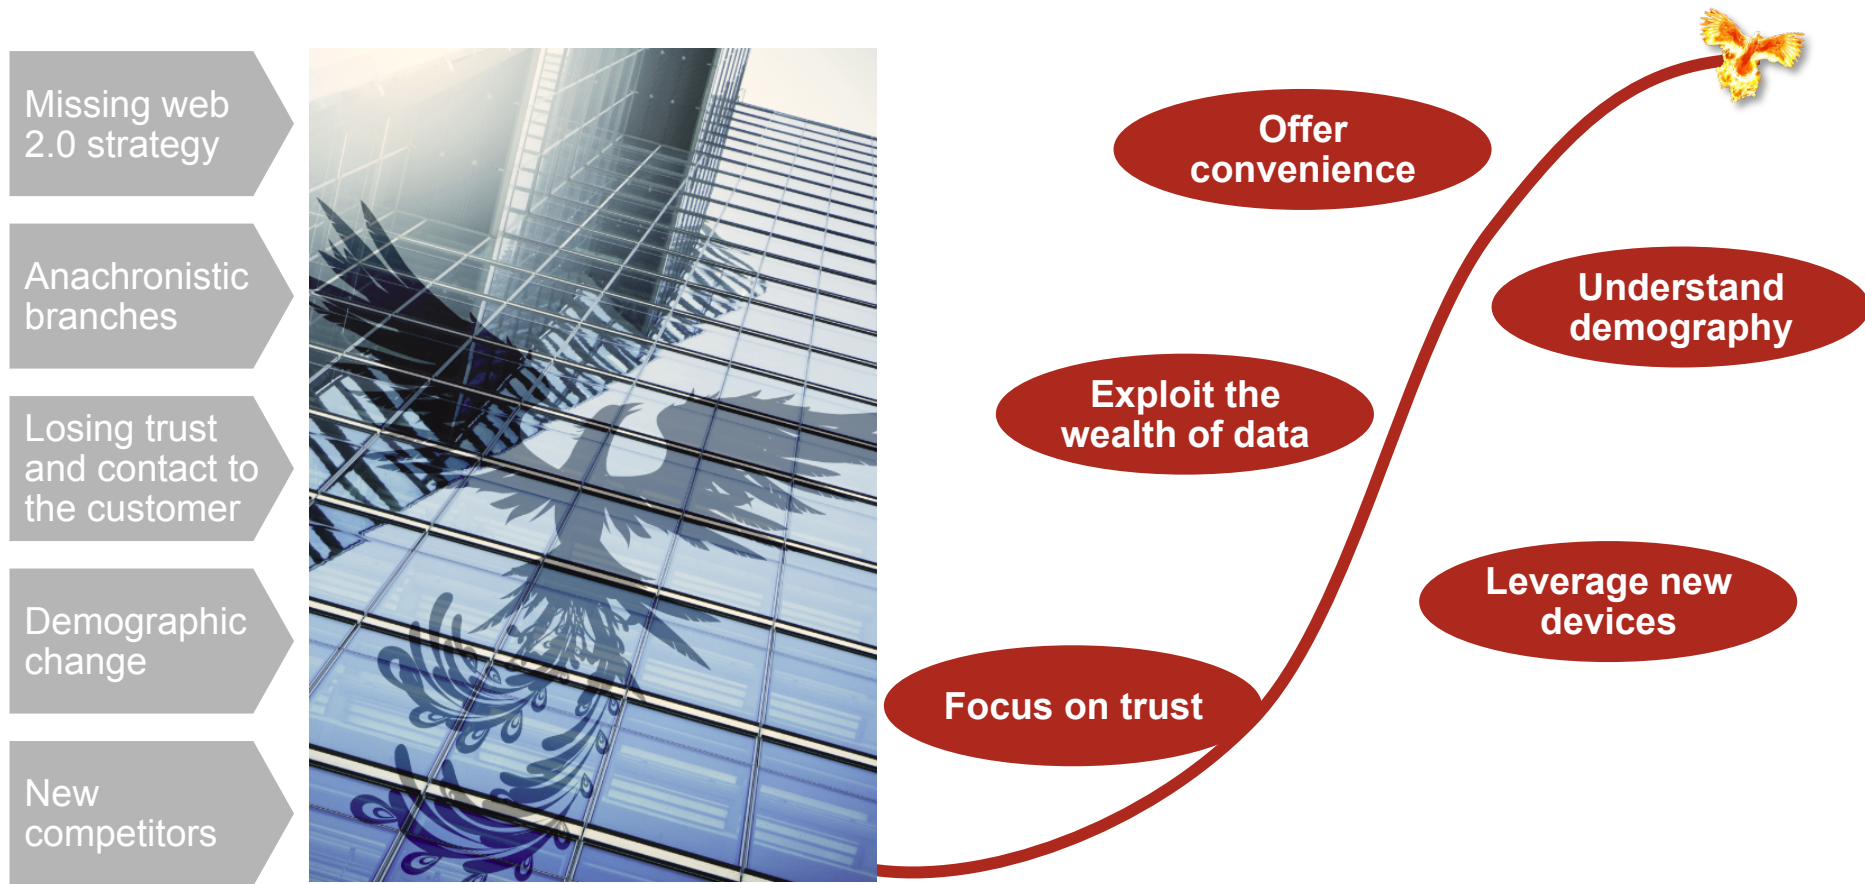 Missing web
2.0 strategy
Anachronistic
branches
Losing trust
and contact to
the customer
Demographic
change
New
competitors
Offer
convenience
Understand
demography
Exploit the
wealth of data
Leverage new
devices
Focus on trust